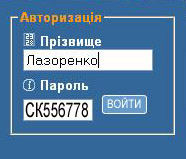 Авторизація
Прізвище
Лазоренко
Пароль
СК556778
ВОЙТИ